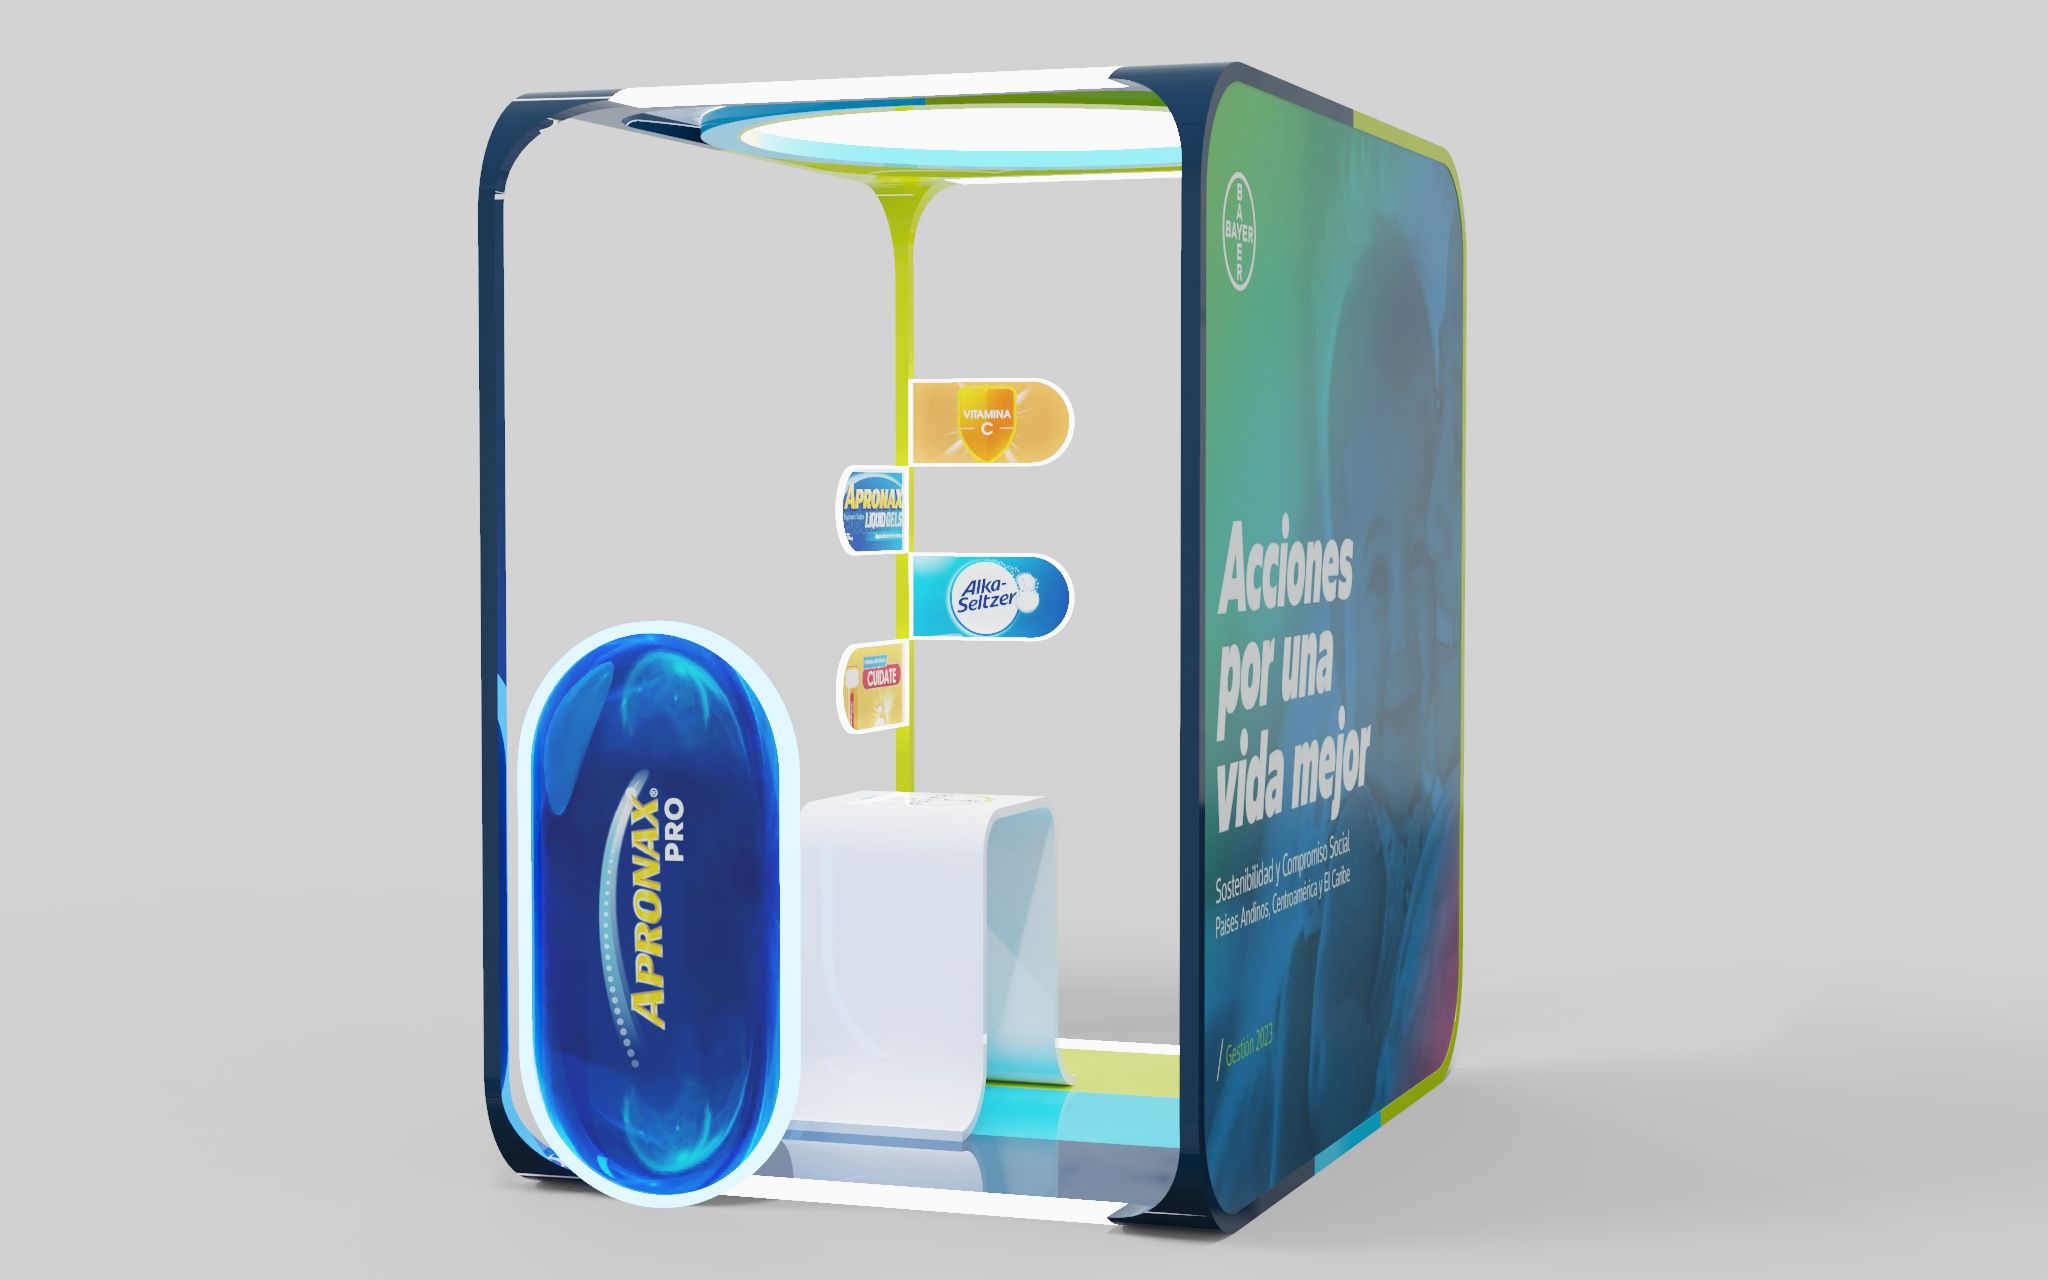 BAYER
BAYER
VITAMINA
C
APRONAX
LIQUID GELS
Alka-
Seltzer
CUIDATE
APRONAX®
PRO
Acciones
por una
vida mejor
Sostenibilidad y Compromiso Social
Países Andinos, Centroamérica y El Caribe
/ Gestión 2023